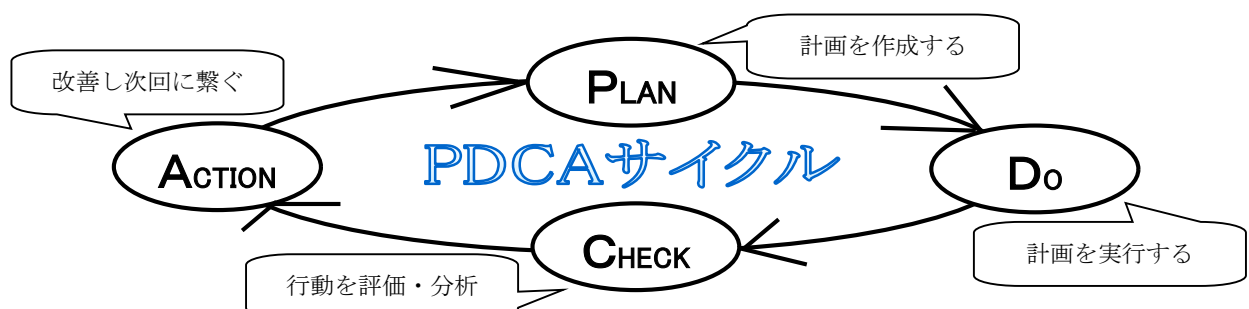 計画を作成する
改善し次回に繋ぐ
PLAN
PDCAサイクル
ACTION
DO
CHECK
計画を実行する
行動を評価・分析